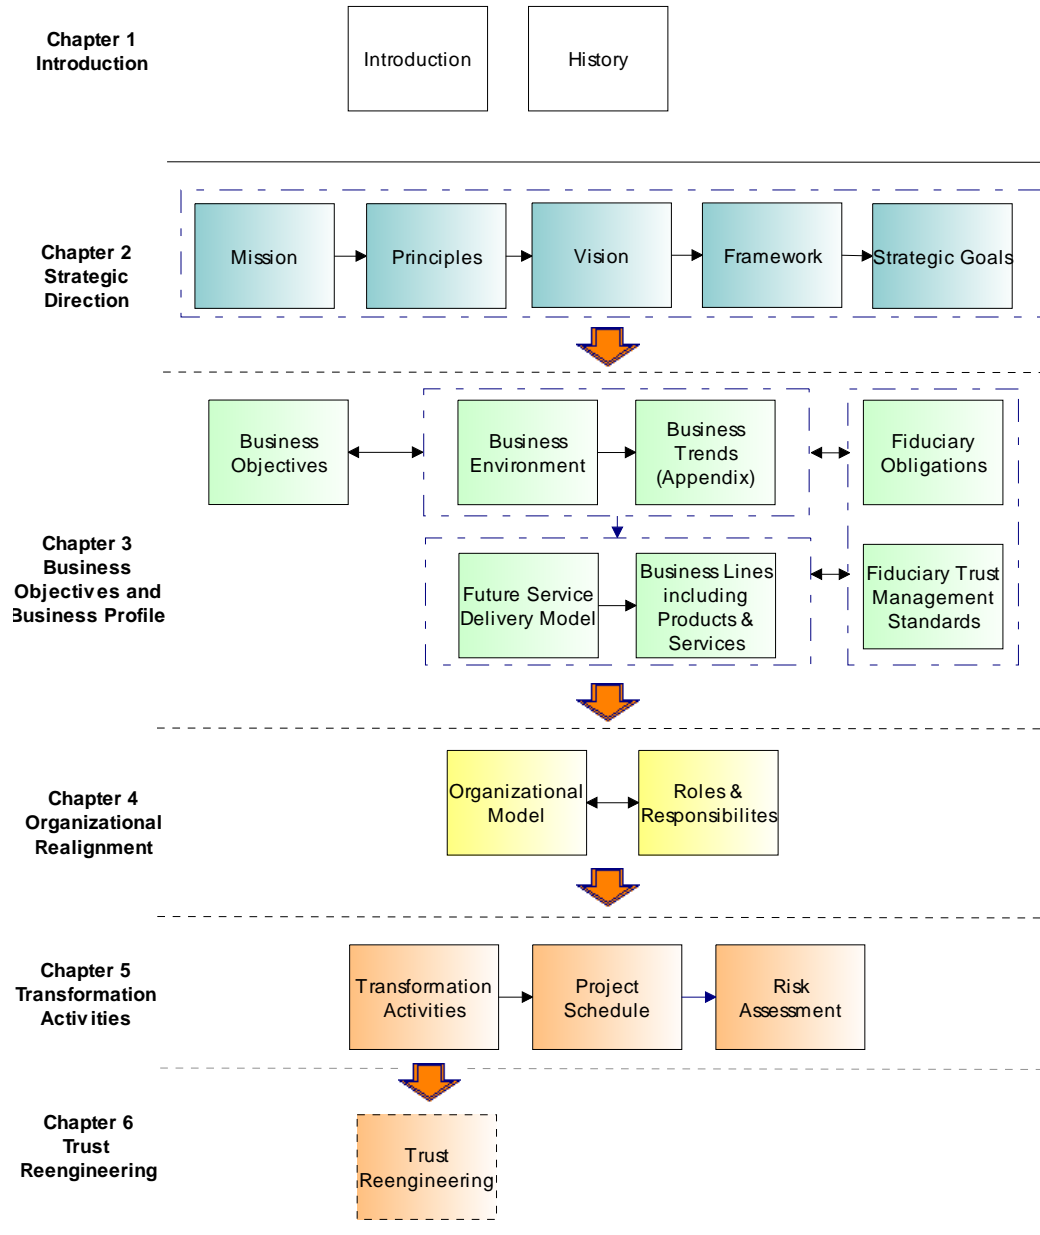 Chapter 1
Introduction
Introduction
History
Chapter 2
Strategic
Direction
Mission
Principles
Vision
Framework
Strategic Goals
Chapter 3
Business
Objectives and
Business Profile
Business
Objectives
Business
Environment
Business
Trends
(Appendix)
Fiduciary
Obligations
Future Service
Delivery Model
Business Lines
including
Products &
Services
Fiduciary Trust
Management
Standards
Chapter 4
Organizational
Realignment
Organizational
Model
Roles &
Responsibilites
Chapter 5
Transformation
Activities
Transformation
Activities
Project
Schedule
Risk
Assessment
Chapter 6
Trust
Reengineering
Trust
Reengineering